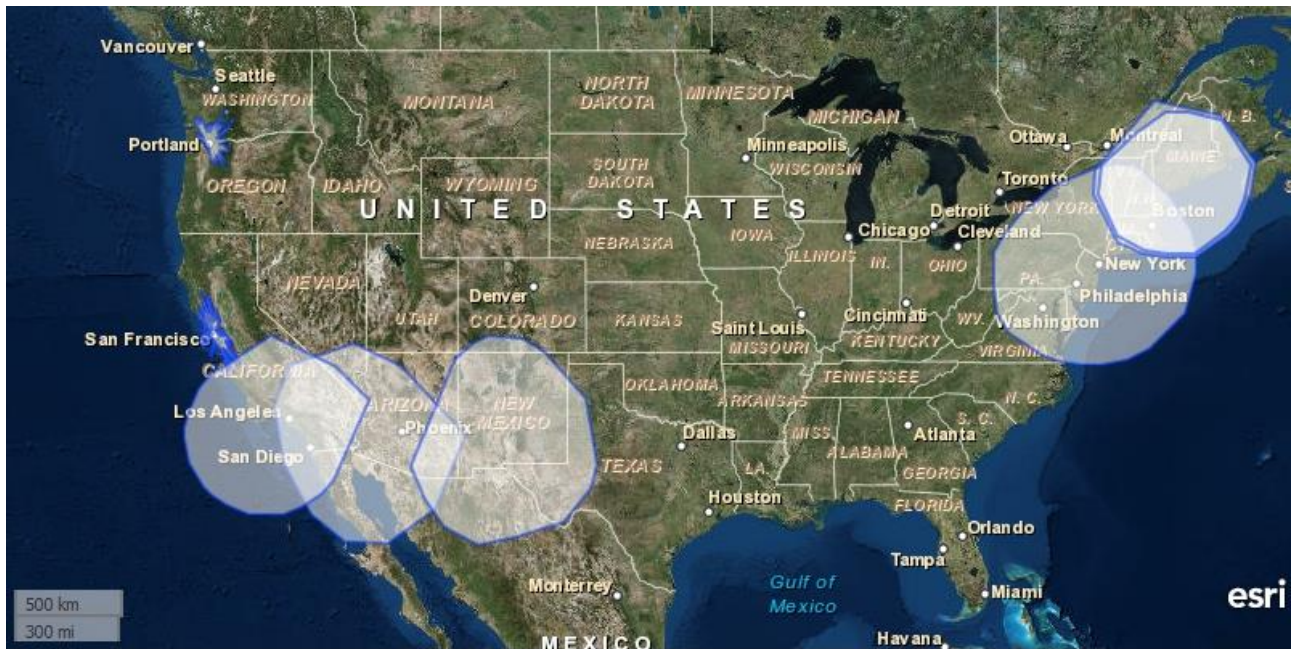 Vancouver
Seattle
WASHINGTON
MONTANA
NORTH
DAKOTA
MINNESOTA
MICHIGAN
N. B.
Portland
Ottawa
Montréal
MAINE
Minneapolis
WISCONSIN
OREGON
IDAHO
WYOMING
SOUTH
DAKOTA
Toronto
UNITED STATES
Detroit
NEW YORK
Boston
NEBRASKA
IOWA
Chicago
Cleveland
ILLINOIS
IN.
OHIO
PA.
New York
NEVADA
UTAH
Denver
COLORADO
KANSAS
Saint Louis
MISSOURI
Cincinnati
WV.
Philadelphia
Washington
San Francisco
KENTUCKY
VIRGINIA
CALIFORNIA
TENNESSEE
OKLAHOMA
ARKANSAS
N. C.
Los Angeles
ARIZONA
Phoenix
NEW
MEXICO
S. C.
San Diego
Dallas
MISS.
ALABAMA
Atlanta
TEXAS
LA.
GEORGIA
Houston
FLORIDA
Orlando
Tampa
Monterrey
Gulf of
Mexico
Miami
esri
500 km
300 mi
MEXICO
Havana